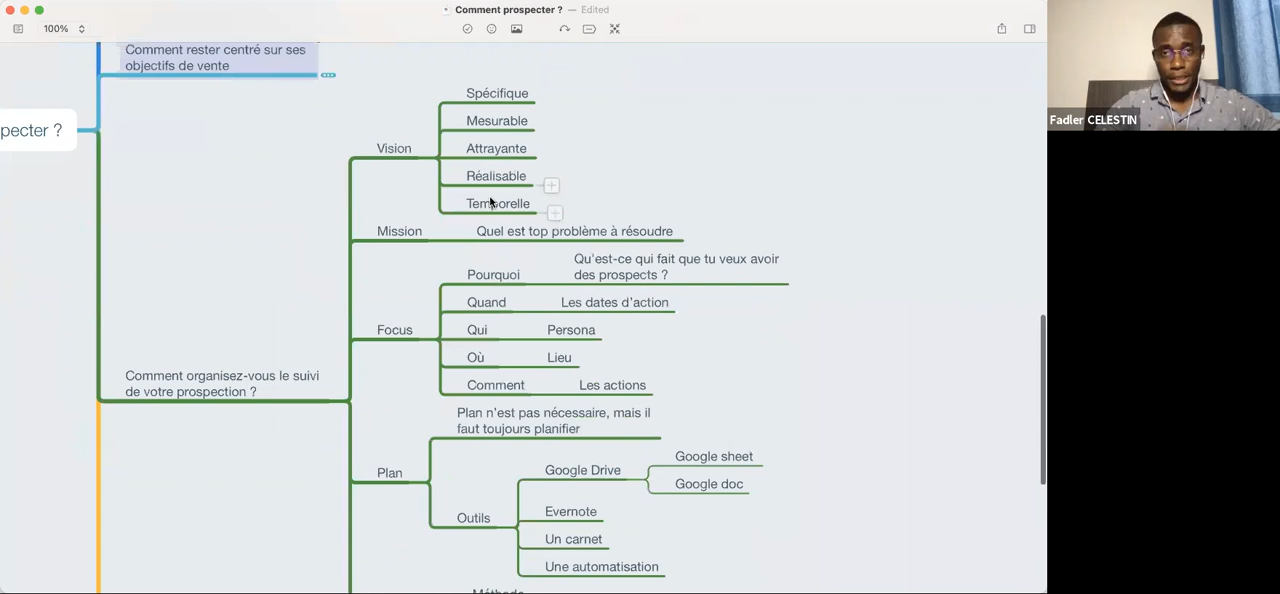 Comment prospecter ? — Edited
100%
Comment rester centré sur ses
objectifs de vente
specter ?
Spécifique
Mesurable
Vision
Attrayante
Réalisable
Temporelle
Mission
Quel est top problème à résoudre
Pourquoi
Qu'est-ce qui fait que tu veux avoir
des prospects ?
Quand
Les dates d'action
Focus
Qui
Persona
Où
Lieu
Comment
Les actions
Comment organisez-vous le suivi
de votre prospection ?
Plan n'est pas nécessaire, mais il
faut toujours planifier
Plan
Google Drive
Google sheet
Google doc
Outils
Evernote
Un carnet
Une automatisation
Méthode
Fadler CELESTIN